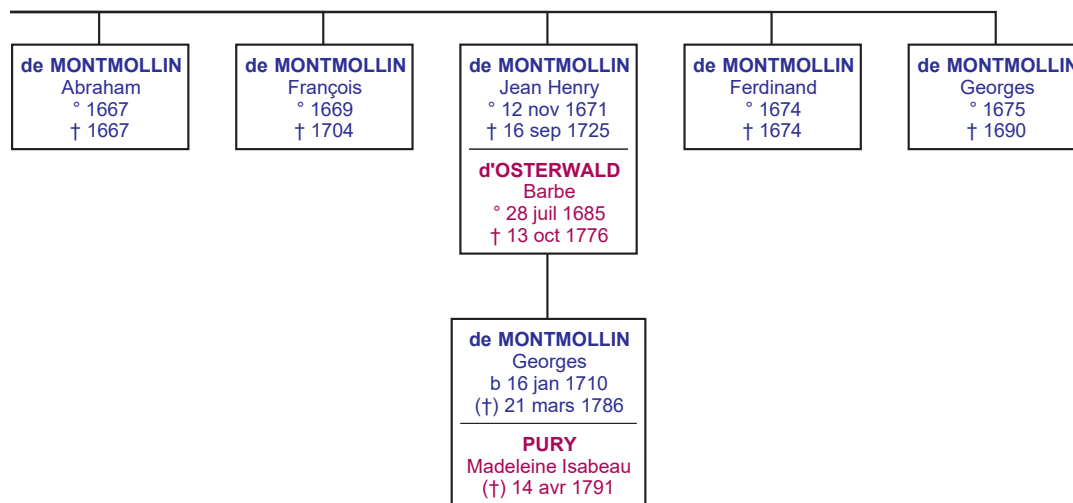 de MONTMOLLIN
Abraham
° 1667
† 1667
de MONTMOLLIN
François
° 1669
† 1704
de MONTMOLLIN
Jean Henry
° 12 nov 1671
† 16 sep 1725
d'OSTERWALD
Barbe
° 28 juil 1685
† 13 oct 1776
de MONTMOLLIN
Ferdinand
° 1674
† 1674
de MONTMOLLIN
Georges
° 1675
† 1690
de MONTMOLLIN
Georges
b 16 jan 1710
(†) 21 mars 1786
PURY
Madeleine Isabeau
(†) 14 avr 1791